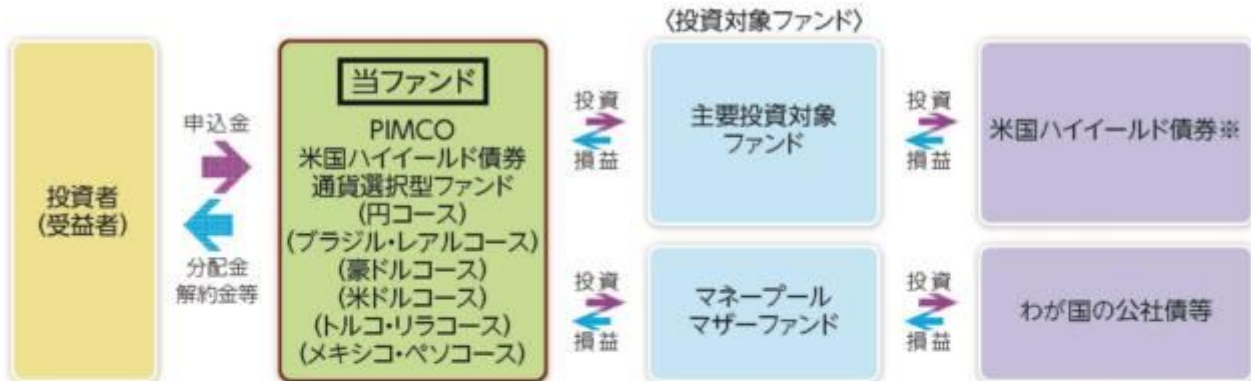 〈投資対象ファンド〉
投資者
(受益者)
申込金
分配金
解約金等
当ファンド
PIMCO
米国ハイイールド債券
通貨選択型ファンド
(円コース)
(ブラジル・レアルコース)
(豪ドルコース)
(米ドルコース)
(トルコ・リラコース)
(メキシコ・ペソコース)
投資
損益
主要投資対象
ファンド
投資
損益
米国ハイイールド債券※
投資
損益
マネープール
マザーファンド
投資
損益
わが国の公社債等